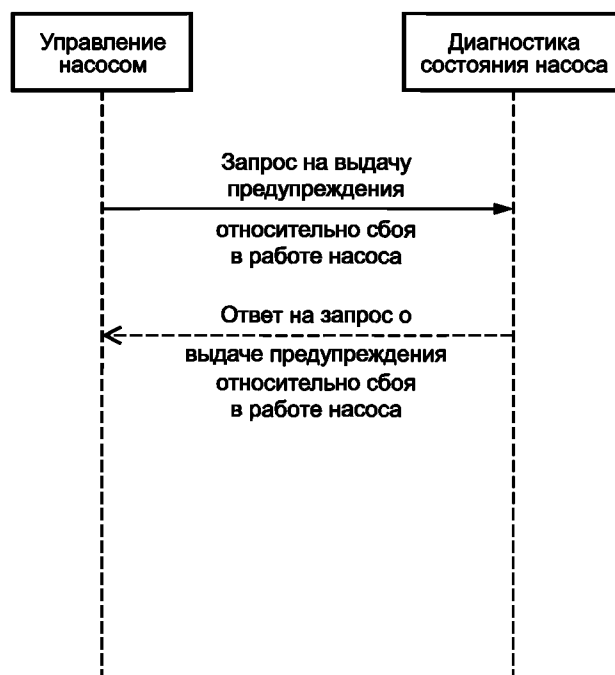 Управление
насосом
Диагностика
состояния насоса
Запрос на выдачу
предупреждения
относительно сбоя
в работе насоса
Ответ на запрос о
выдаче предупреждения
относительно сбоя
в работе насоса